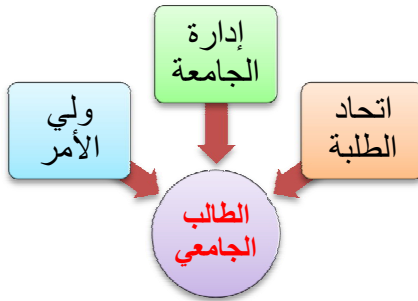 إدارة
الجامعة
اتحاد
الطلبة
ولي
الأمر
الطالب
الجامعي